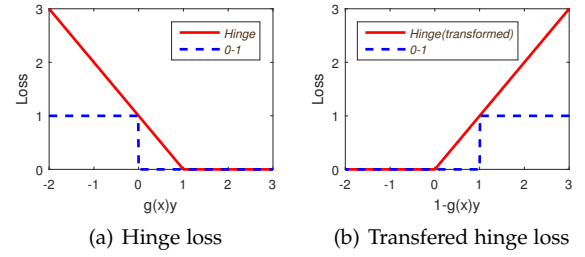 3
2
1
0
Loss
-2 -1 0 1 2 3
g(x)y
Hinge
0-1
(a) Hinge loss
3
2
1
0
Loss
-2 -1 0 1 2 3
1-g(x)y
Hinge(transformed)
0-1
(b) Transfered hinge loss